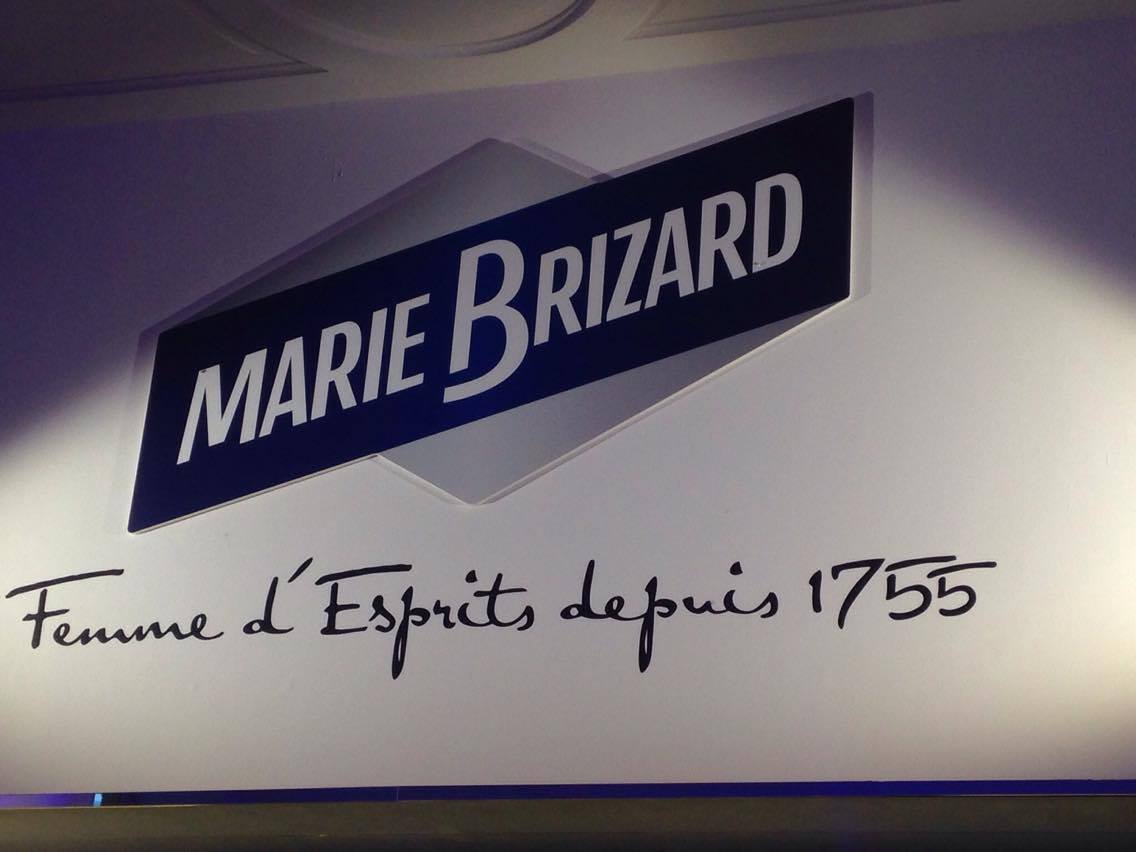 MARIE BRIZARD
Femme d'Esprits depuis 1755